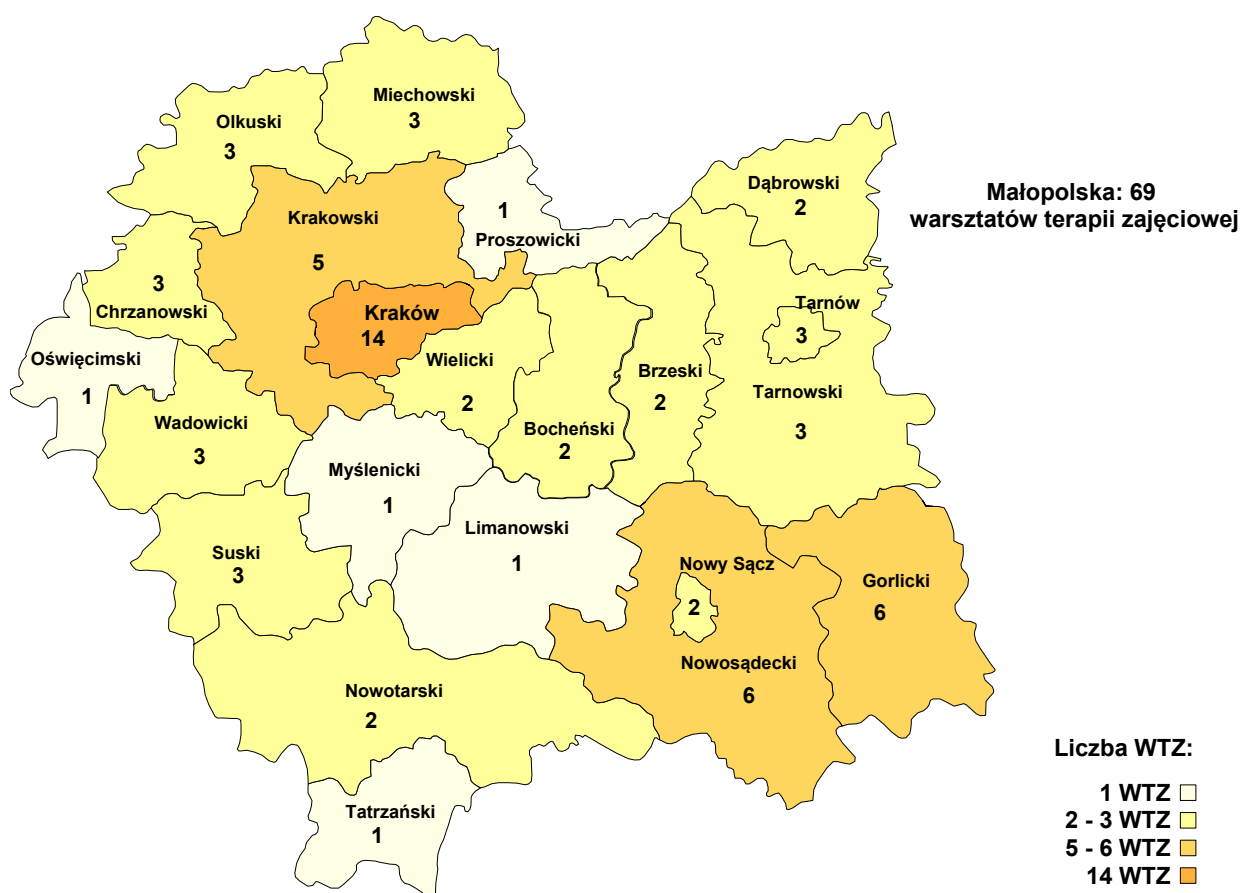 Miechowski
3
Olkuski
3
Dąbrowski
2
Małopolska: 69
warsztatów terapii zajęciowej
Krakowski
5
1
Proszowicki
3
Chrzanowski
Kraków
14
Tarnów
3
Oświęcimski
1
Wielicki
2
Brzeski
2
Tarnowski
3
Wadowicki
3
Bocheński
2
Myślenicki
1
Limanowski
1
Suski
3
Nowy Sącz
2
Gorlicki
6
Nowosądecki
6
Nowotarski
2
Tatrzański
1
Liczba WTZ:
1 WTZ
2 - 3 WTZ
5 - 6 WTZ
14 WTZ